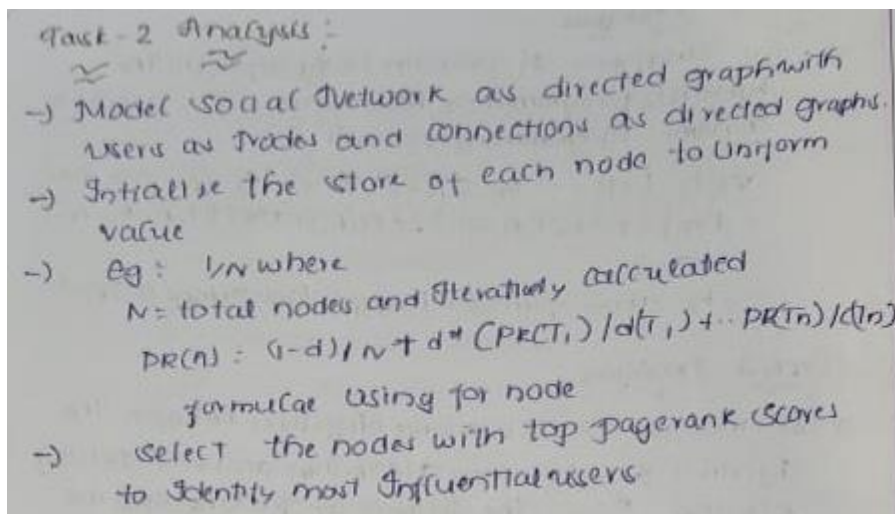 Task-2 Analysis:
-) Model social Network as directed graph with
users as Nodes and connections as directed graphs.
-) Intialise the store of each node to Uniform
value
-) eg: 1/N where
N= total nodes and Iteratively calculated
PR(n): (1-d)/N + d* (PR(T1)/d(T1)+.. PR(Tn)/d(Tn)
formulae using for node
-) select the nodes with top pagerank scores
to Identify most Influential users.